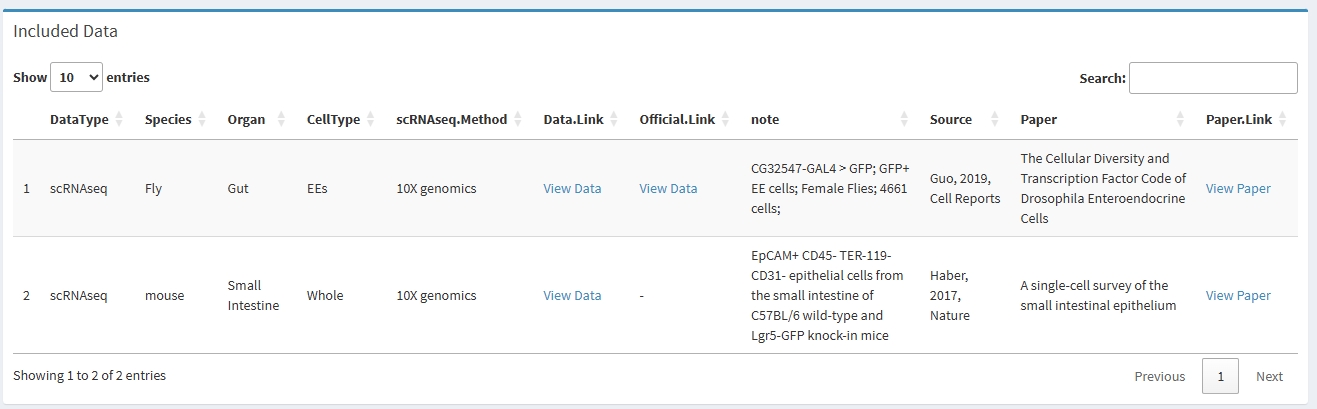 Included Data
Show 10 entries
Search:
DataType Species Organ CellType scRNAseq.Method Data.Link Official.Link note Source Paper Paper.Link
1 scRNAseq Fly Gut EEs 10X genomics View Data View Data
CG32547-GAL4 > GFP; GFP+
EE cells; Female Flies; 4661
cells;
Guo, 2019,
Cell Reports
The Cellular Diversity and
Transcription Factor Code of
Drosophila Enteroendocrine
Cells
View Paper
2 scRNAseq mouse
Small
Intestine
Whole 10X genomics View Data -
EpCAM+ CD45- TER-119-
CD31- epithelial cells from
the small intestine of
C57BL/6 wild-type and
Lgr5-GFP knock-in mice
Haber,
2017,
Nature
A single-cell survey of the
small intestinal epithelium
View Paper
Showing 1 to 2 of 2 entries
Previous 1 Next